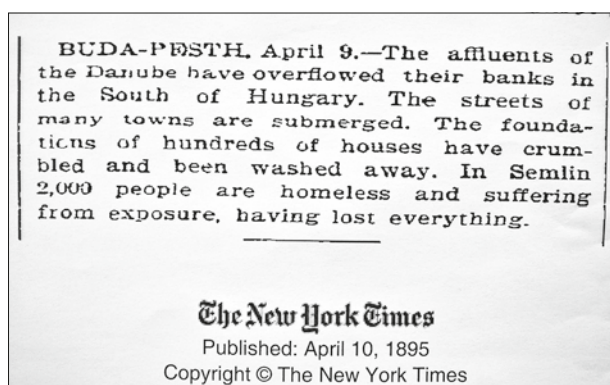 BUDA-PESTH, April 9.—The affluents of
the Danube have overflowed their banks in
the South of Hungary. The streets of
many towns are submerged. The founda-
tions of hundreds of houses have crum-
bled and been washed away. In Semlin
2,000 people are homeless and suffering
from exposure, having lost everything.
The New York Times
Published: April 10, 1895
Copyright © The New York Times